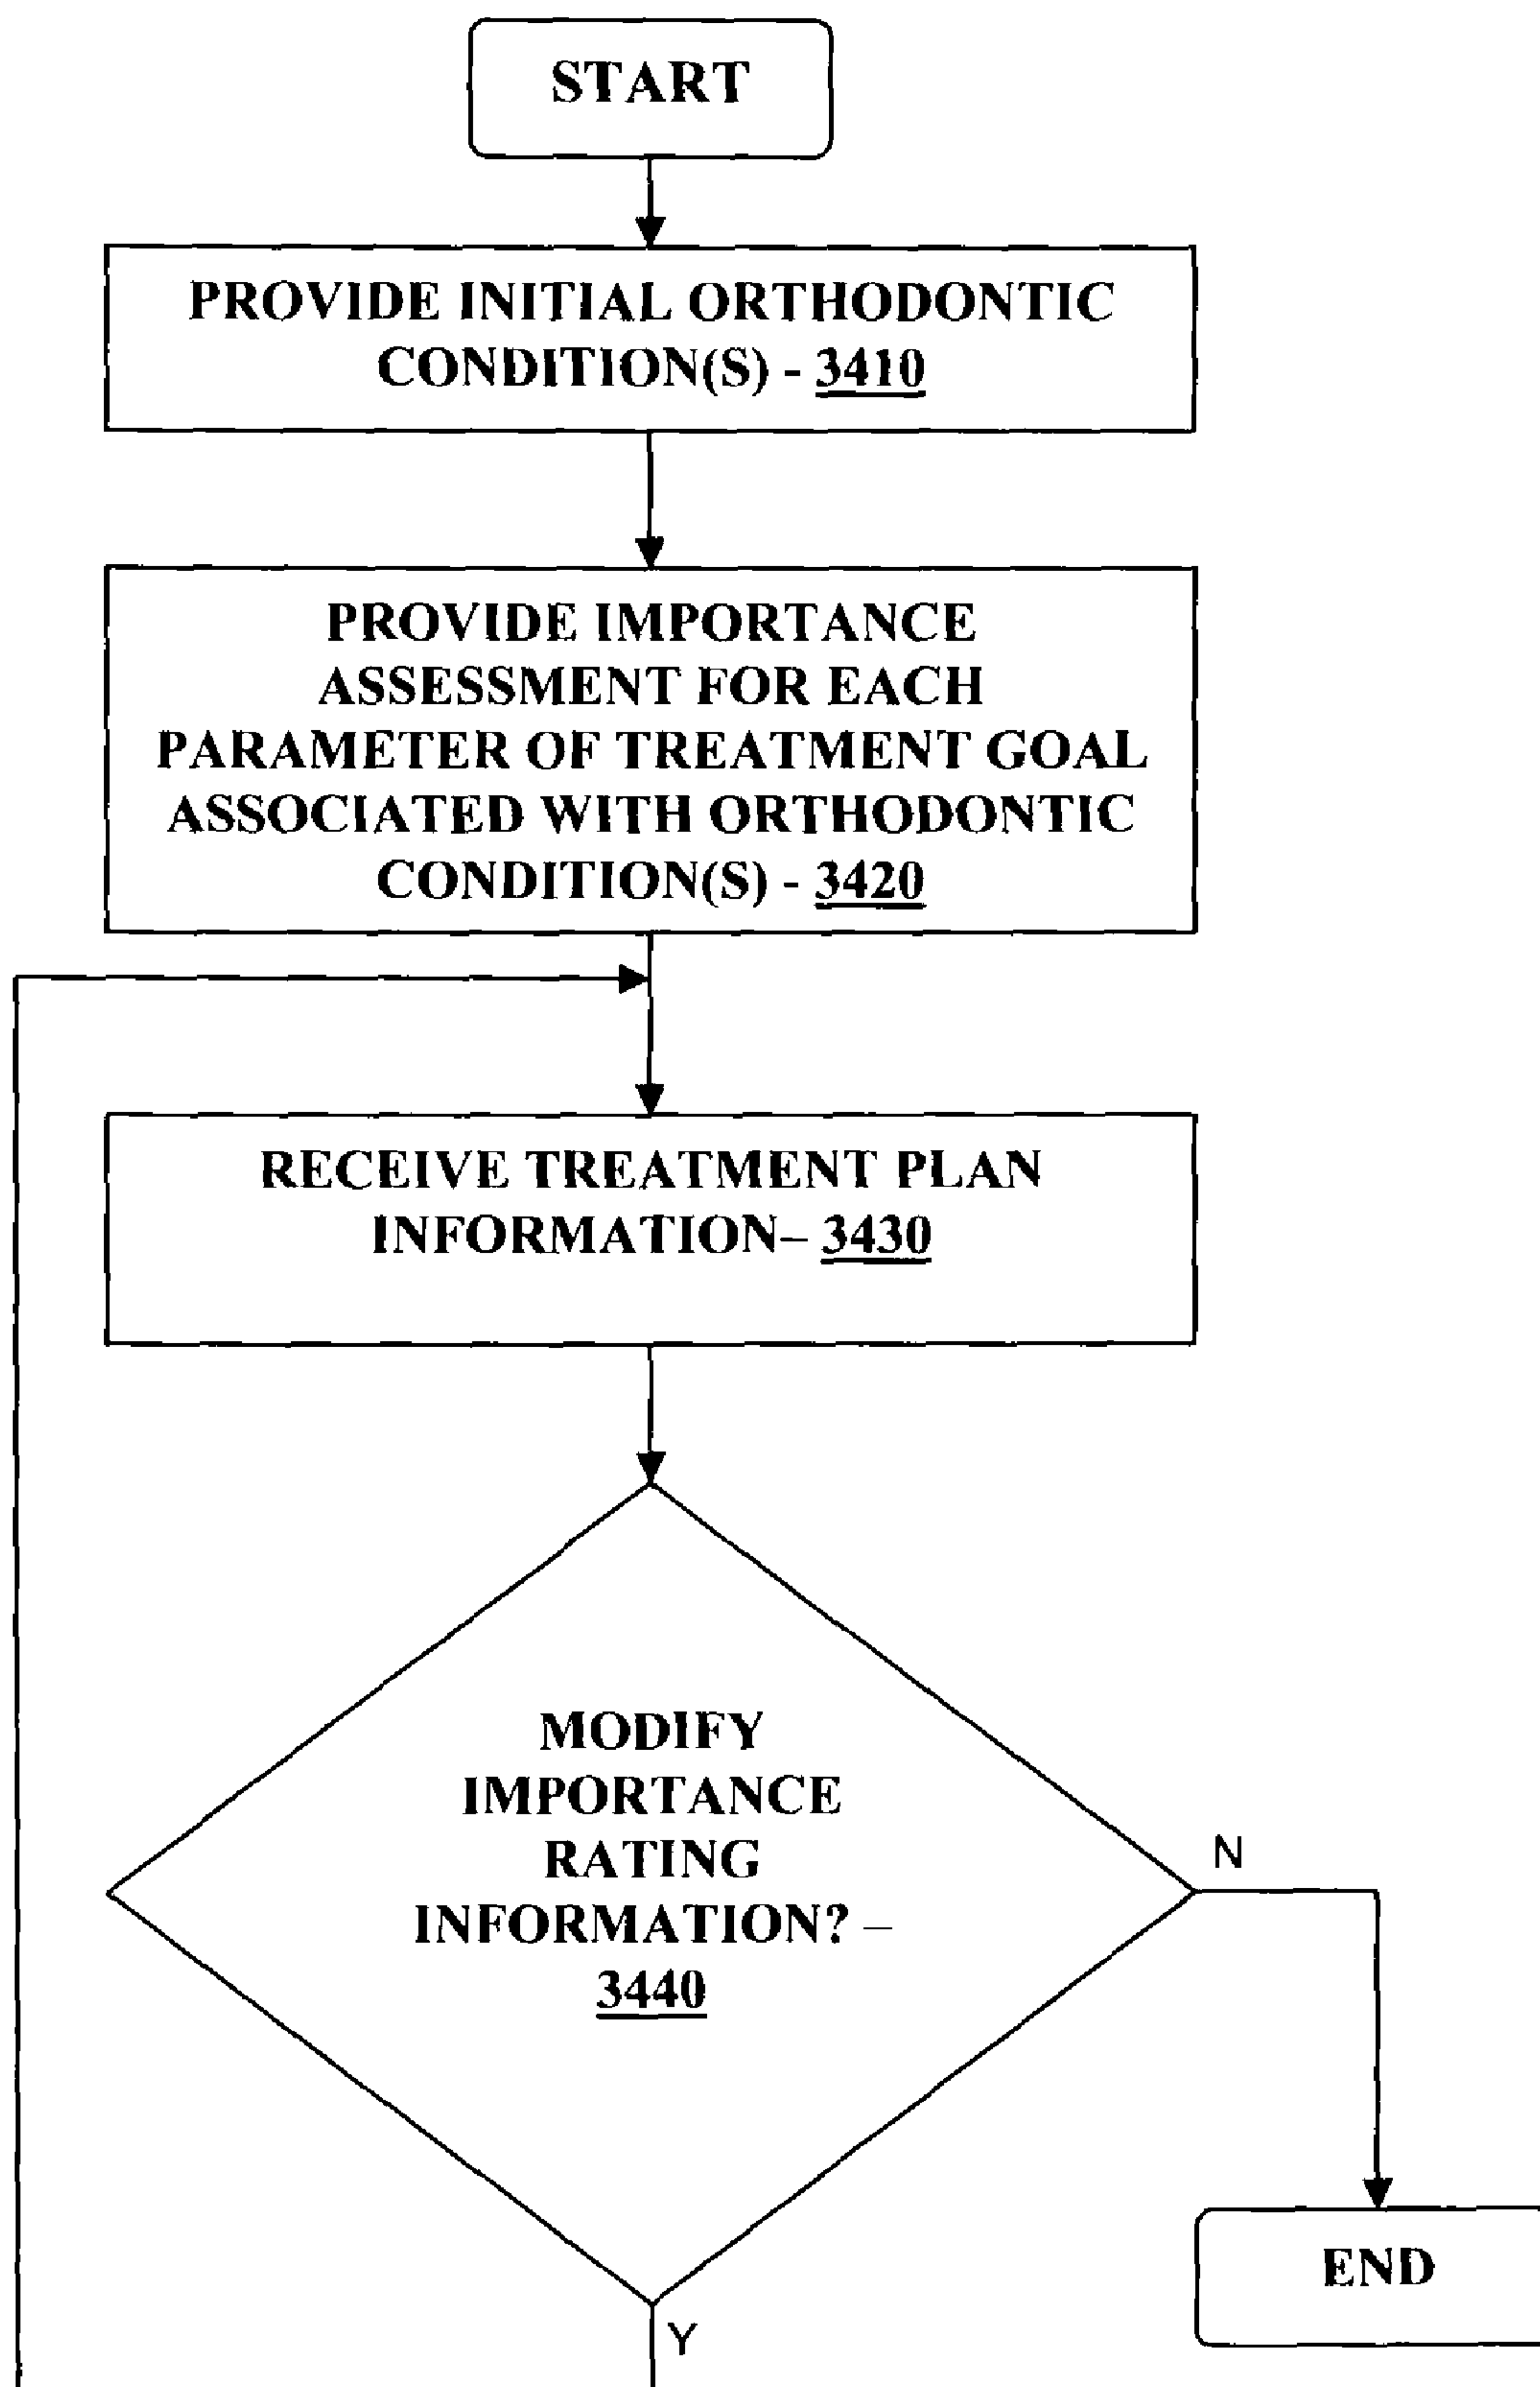 START
PROVIDE INITIAL ORTHODONTIC
CONDITION(S) - 3410
PROVIDE IMPORTANCE
ASSESSMENT FOR EACH
PARAMETER OF TREATMENT GOAL
ASSOCIATED WITH ORTHODONTIC
CONDITION(S) - 3420
RECEIVE TREATMENT PLAN
INFORMATION– 3430
MODIFY
IMPORTANCE
RATING
INFORMATION? –
3440
N
END
Y